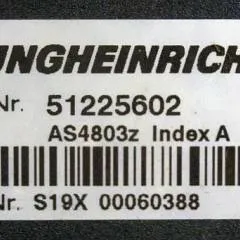 UNGHEINRICH
Nr. 51225602
AS4803z Index A
Nr. S19X 00060388